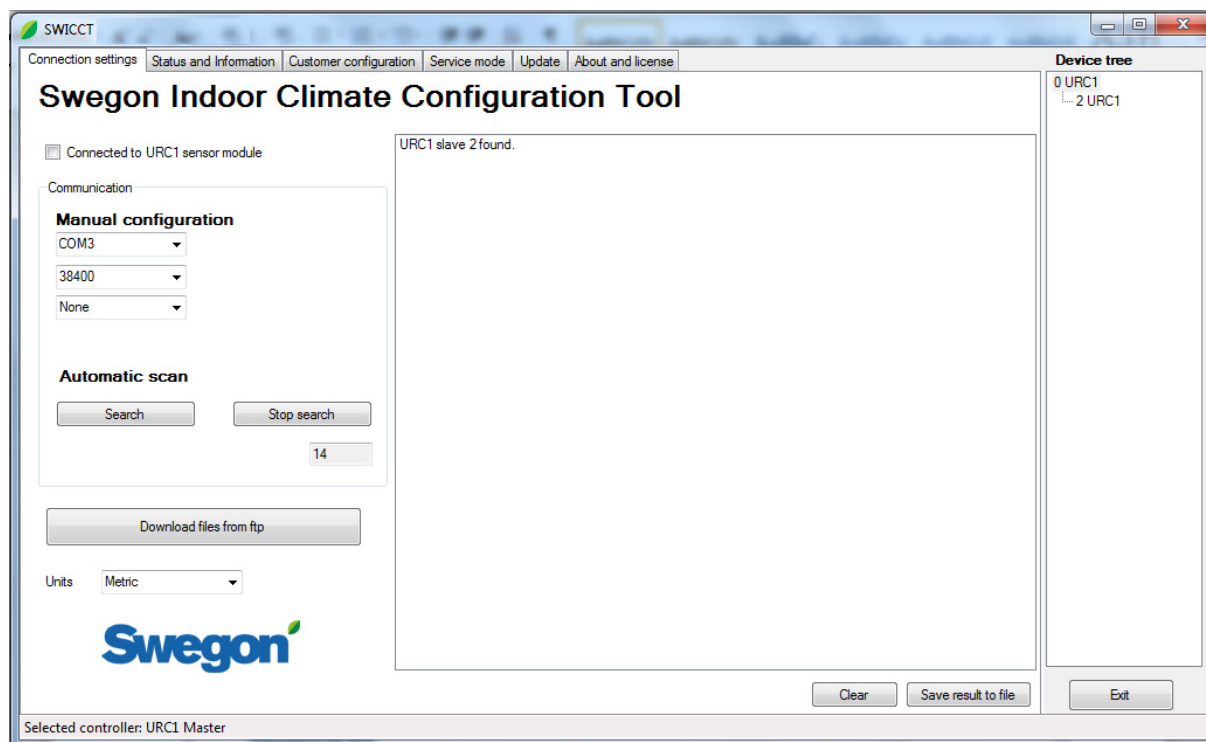 SWICCT
Connection settings Status and Information Customer configuration Service mode Update About and license
Device tree
Swegon Indoor Climate Configuration Tool
0 URC1
2 URC1
Connected to URC1 sensor module
URC1 slave 2 found.
Communication
Manual configuration
COM3
38400
None
Automatic scan
Search Stop search
14
Download files from ftp
Units Metric
Swegon
Clear Save result to file Exit
Selected controller: URC1 Master